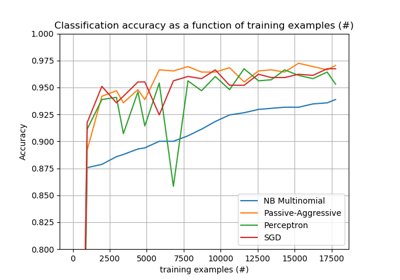 Classification accuracy as a function of training examples (#)
1.000
0.975
0.950
0.925
0.900
0.875
0.850
0.825
0.800
Accuracy
NB Multinomial
Passive-Aggressive
Perceptron
SGD
0 2500 5000 7500 10000 12500 15000 17500
training examples (#)